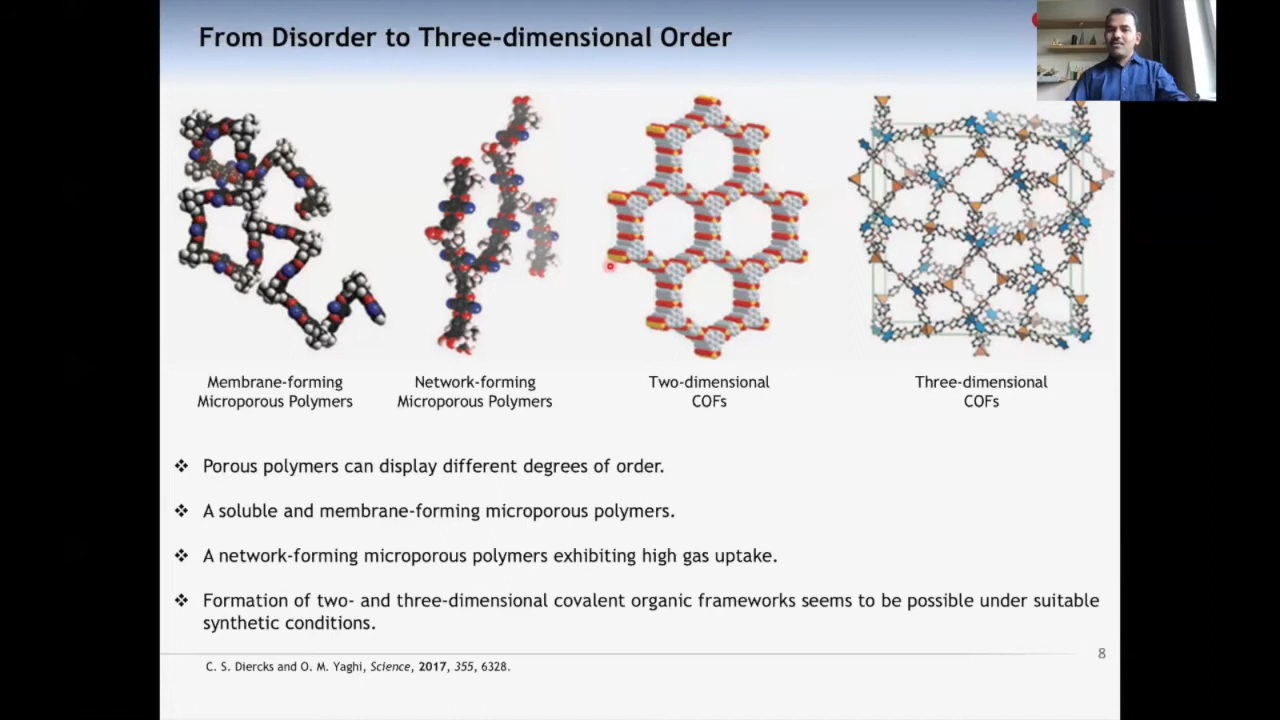 From Disorder to Three-dimensional Order
Membrane-forming
Microporous Polymers
Network-forming
Microporous Polymers
Two-dimensional
COFs
Three-dimensional
COFs
❖ Porous polymers can display different degrees of order.
❖ A soluble and membrane-forming microporous polymers.
❖ A network-forming microporous polymers exhibiting high gas uptake.
❖ Formation of two- and three-dimensional covalent organic frameworks seems to be possible under suitable
synthetic conditions.
8
C. S. Diercks and O. M. Yaghi, Science, 2017, 355, 6328.